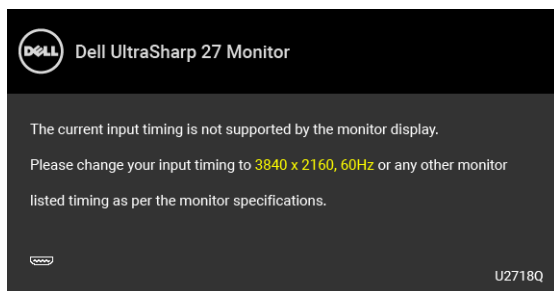 DELL Dell UltraSharp 27 Monitor
The current input timing is not supported by the monitor display.
Please change your input timing to 3840 x 2160, 60Hz or any other monitor
listed timing as per the monitor specifications.
U2718Q